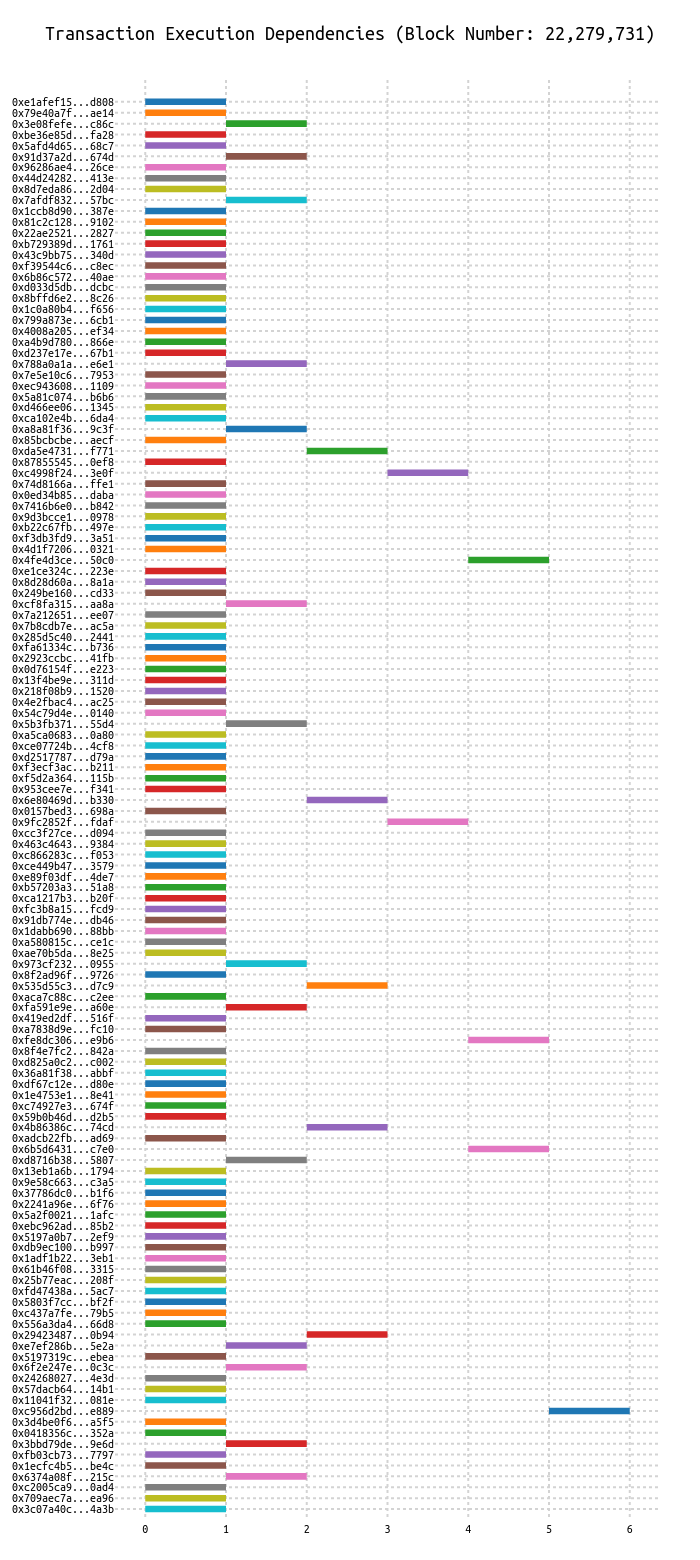 Transaction Execution Dependencies (Block Number: 22,279,731)
0xe1afef15...d808
0x79e40a7f...ae14
0x3e08fefe...c86c
0xbe36e85d...fa28
0x5afd4d65...68c7
0x91d37a2d...674d
0x96286ae4...26ce
0x44d24282...413e
0x8d7eda86...2d04
0x7afdf832...57bc
0x1ccb8d90...387e
0x81c2c128...9102
0x22ae2521...2827
0xb729389d...1761
0x43c9bb75...340d
0xf39544c6...c8ec
0x6b86c572...40ae
0xd033d5db...dcbc
0x8bffd6e2...8c26
0x1c0a80b4...f656
0x799a873e...6cb1
0x4008a205...ef34
0xa4b9d780...866e
0xd237e17e...67b1
0x788a0a1a...e6e1
0x7e5e10c6...7953
0xec943608...1109
0x5a81c074...b6b6
0xd466ee06...1345
0xca102e4b...6da4
0xa8a81f36...9c3f
0x85bcbcbe...aecf
0xda5e4731...f771
0x87855545...0ef8
0xc4998f24...3e0f
0x74d8166a...ffe1
0x0ed34b85...daba
0x7416b6e0...b842
0x9d3bcce1...0978
0xb22c67fb...497e
0xf3db3fd9...3a51
0x4d1f7206...0321
0x4fe4d3ce...50c0
0xe1ce324c...223e
0x8d28d60a...8a1a
0x249be160...cd33
0xcf8fa315...aa8a
0x7a212651...ee07
0x7b8cdb7e...ac5a
0x285d5c40...2441
0xfa61334c...b736
0x2923ccbc...41fb
0x0d76154f...e223
0x13f4be9e...311d
0x218f08b9...1520
0x4e2fbac4...ac25
0x54c79d4e...0140
0x5b3fb371...55d4
0xa5ca0683...0a80
0xce07724b...4cf8
0xd2517787...d79a
0xf3ecf3ac...b211
0xf5d2a364...115b
0x953cee7e...f341
0x6e80469d...b330
0x0157bed3...698a
0x9fc2852f...fdaf
0xcc3f27ce...d094
0x463c4643...9384
0xc866283c...f053
0xce449b47...3579
0xe89f03df...4de7
0xb57203a3...51a8
0xca1217b3...b20f
0xfc3b8a15...fcd9
0x91db774e...db46
0x1dabb690...88bb
0xa580815c...ce1c
0xae70b5da...8e25
0x973cf232...0955
0x8f2ad96f...9726
0x535d55c3...d7c9
0xaca7c88c...c2ee
0xfa591e9e...a60e
0x419ed2df...516f
0xa7838d9e...fc10
0xfe8dc306...e9b6
0x8f4e7fc2...842a
0xd825a0c2...c002
0x36a81f38...abbf
0xdf67c12e...d80e
0x1e4753e1...8e41
0xc74927e3...674f
0x59b0b46d...d2b5
0x4b86386c...74cd
0xadcb22fb...ad69
0x6b5d6431...c7e0
0xd8716b38...5807
0x13eb1a6b...1794
0x9e58c663...c3a5
0x37786dc0...b1f6
0x2241a96e...6f76
0x5a2f0021...1afc
0xebc962ad...85b2
0x5197a0b7...2ef9
0xdb9ec100...b997
0x1adf1b22...3eb1
0x61b46f08...3315
0x25b77eac...208f
0xfd47438a...5ac7
0x5803f7cc...bf2f
0xc437a7fe...79b5
0x556a3da4...66d8
0x29423487...0b94
0xe7ef286b...5e2a
0x5197319c...ebea
0x6f2e247e...0c3c
0x24268027...4e3d
0x57dacb64...14b1
0x11041f32...081e
0xc956d2bd...e889
0x3d4be0f6...a5f5
0x0418356c...352a
0x3bbd79de...9e6d
0xfb03cb73...7797
0x1ecfc4b5...be4c
0x6374a08f...215c
0xc2005ca9...0ad4
0x709aec7a...ea96
0x3c07a40c...4a3b
0 1 2 3 4 5 6